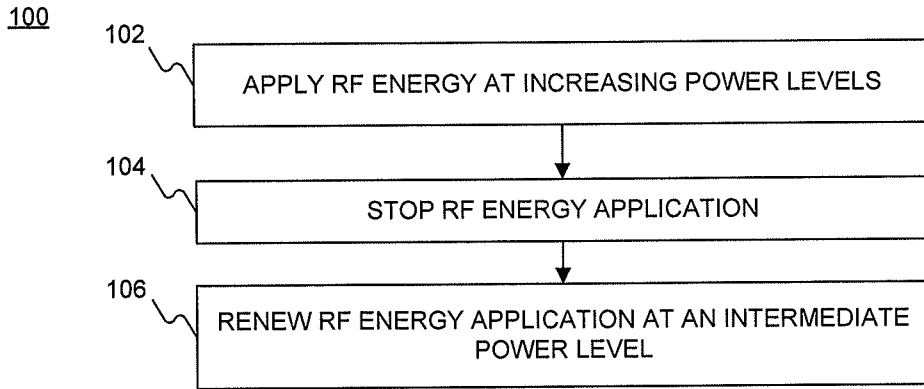 100
102
APPLY RF ENERGY AT INCREASING POWER LEVELS
104
STOP RF ENERGY APPLICATION
106
RENEW RF ENERGY APPLICATION AT AN INTERMEDIATE
POWER LEVEL